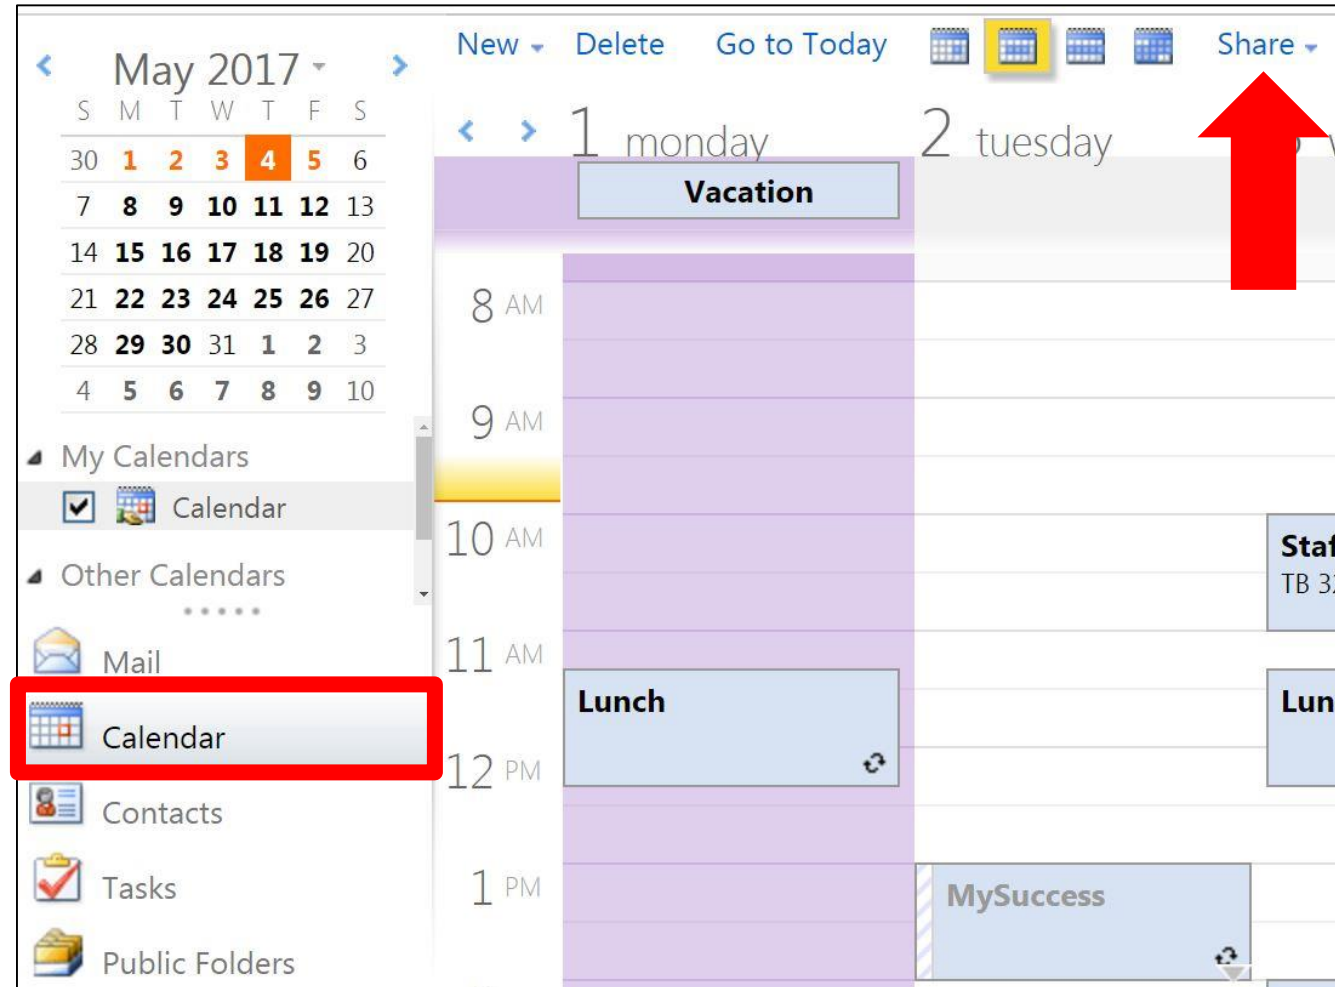 New Delete Go to Today Share
May 2017
S M T W T F S
30 1 2 3 4 5 6
7 8 9 10 11 12 13
14 15 16 17 18 19 20
21 22 23 24 25 26 27
28 29 30 31 1 2 3
4 5 6 7 8 9 10
My Calendars
Calendar
Other Calendars
Mail
Calendar
Contacts
Tasks
Public Folders
1 monday
2 tuesday
Vacation
8 AM
9 AM
10 AM
11 AM
12 PM
1 PM
Lunch
MySuccess
Staf
TB 32
Lun